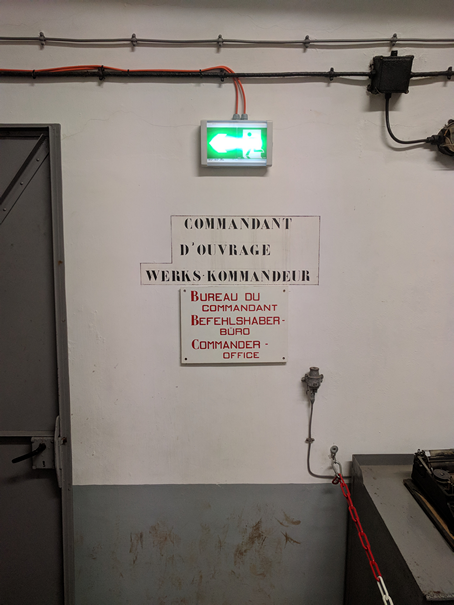 COMMANDANT
D'OUVRAGE
WERKS-KOMMANDEUR
BUREAU DU
COMMANDANT
BEFEHLSHABER-
BÜRO
COMMANDER-
OFFICE